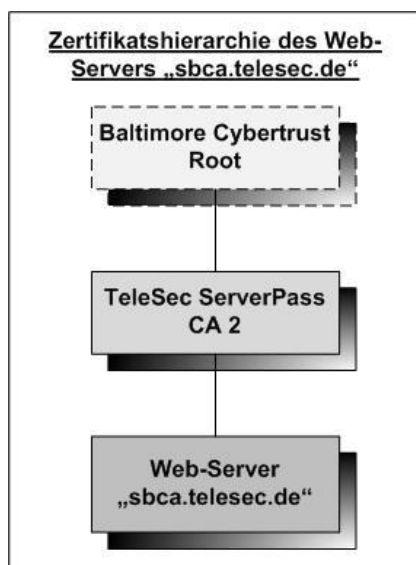 Zertifikatshierarchie des Web-
Servers „sbca.telesec.de“
Baltimore Cybertrust
Root
TeleSec ServerPass
CA 2
Web-Server
„sbca.telesec.de“